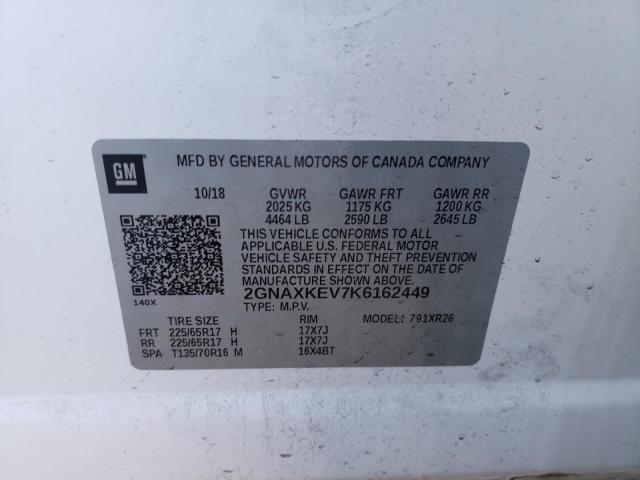 GM
MFD BY GENERAL MOTORS OF CANADA COMPANY
10/18 GVWR GAWR FRT GAWR RR
2025 KG 1175 KG 1200 KG
4464 LB 2590 LB 2645 LB
THIS VEHICLE CONFORMS TO ALL
APPLICABLE U.S. FEDERAL MOTOR
VEHICLE SAFETY AND THEFT PREVENTION
STANDARDS IN EFFECT ON THE DATE OF
MANUFACTURE SHOWN ABOVE.
140X
2GNAXKEV7K6162449
TYPE: M.P.V.
TIRE SIZE RIM MODEL: 791XR26
FRT 225/65R17 H 17X7J
RR 225/65R17 H 17X7J
SPA T135/70R16 M 16X4BT